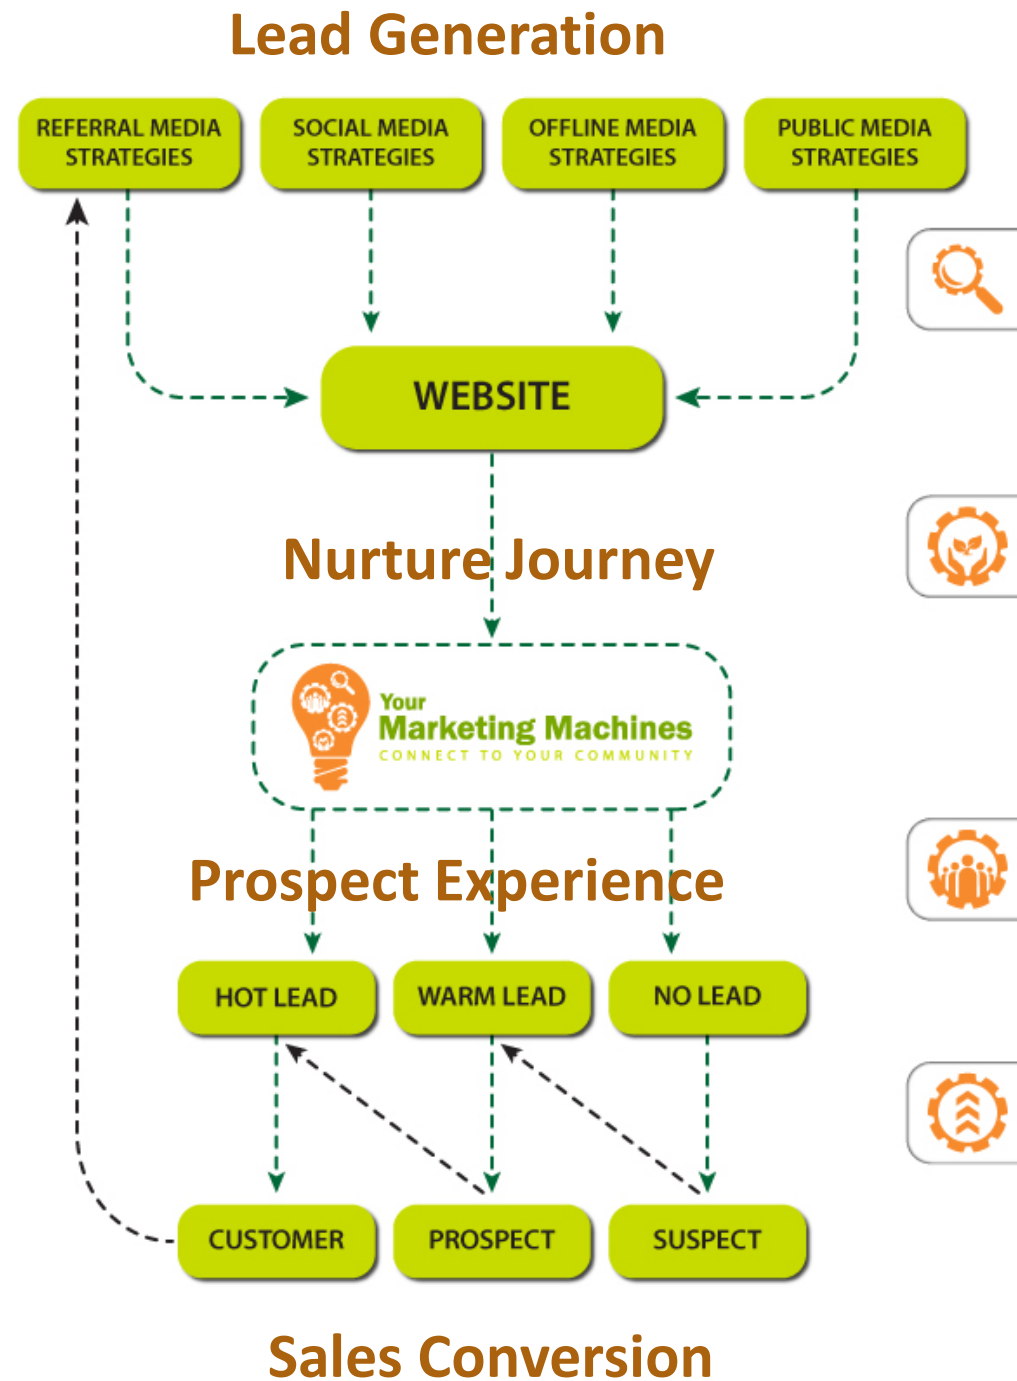 Lead Generation
REFERRAL MEDIA
STRATEGIES
SOCIAL MEDIA
STRATEGIES
OFFLINE MEDIA
STRATEGIES
PUBLIC MEDIA
STRATEGIES
WEBSITE
Nurture Journey
Your
Marketing Machines
CONNECT TO YOUR COMMUNITY
Prospect Experience
HOT LEAD
WARM LEAD
NO LEAD
CUSTOMER
PROSPECT
SUSPECT
Sales Conversion